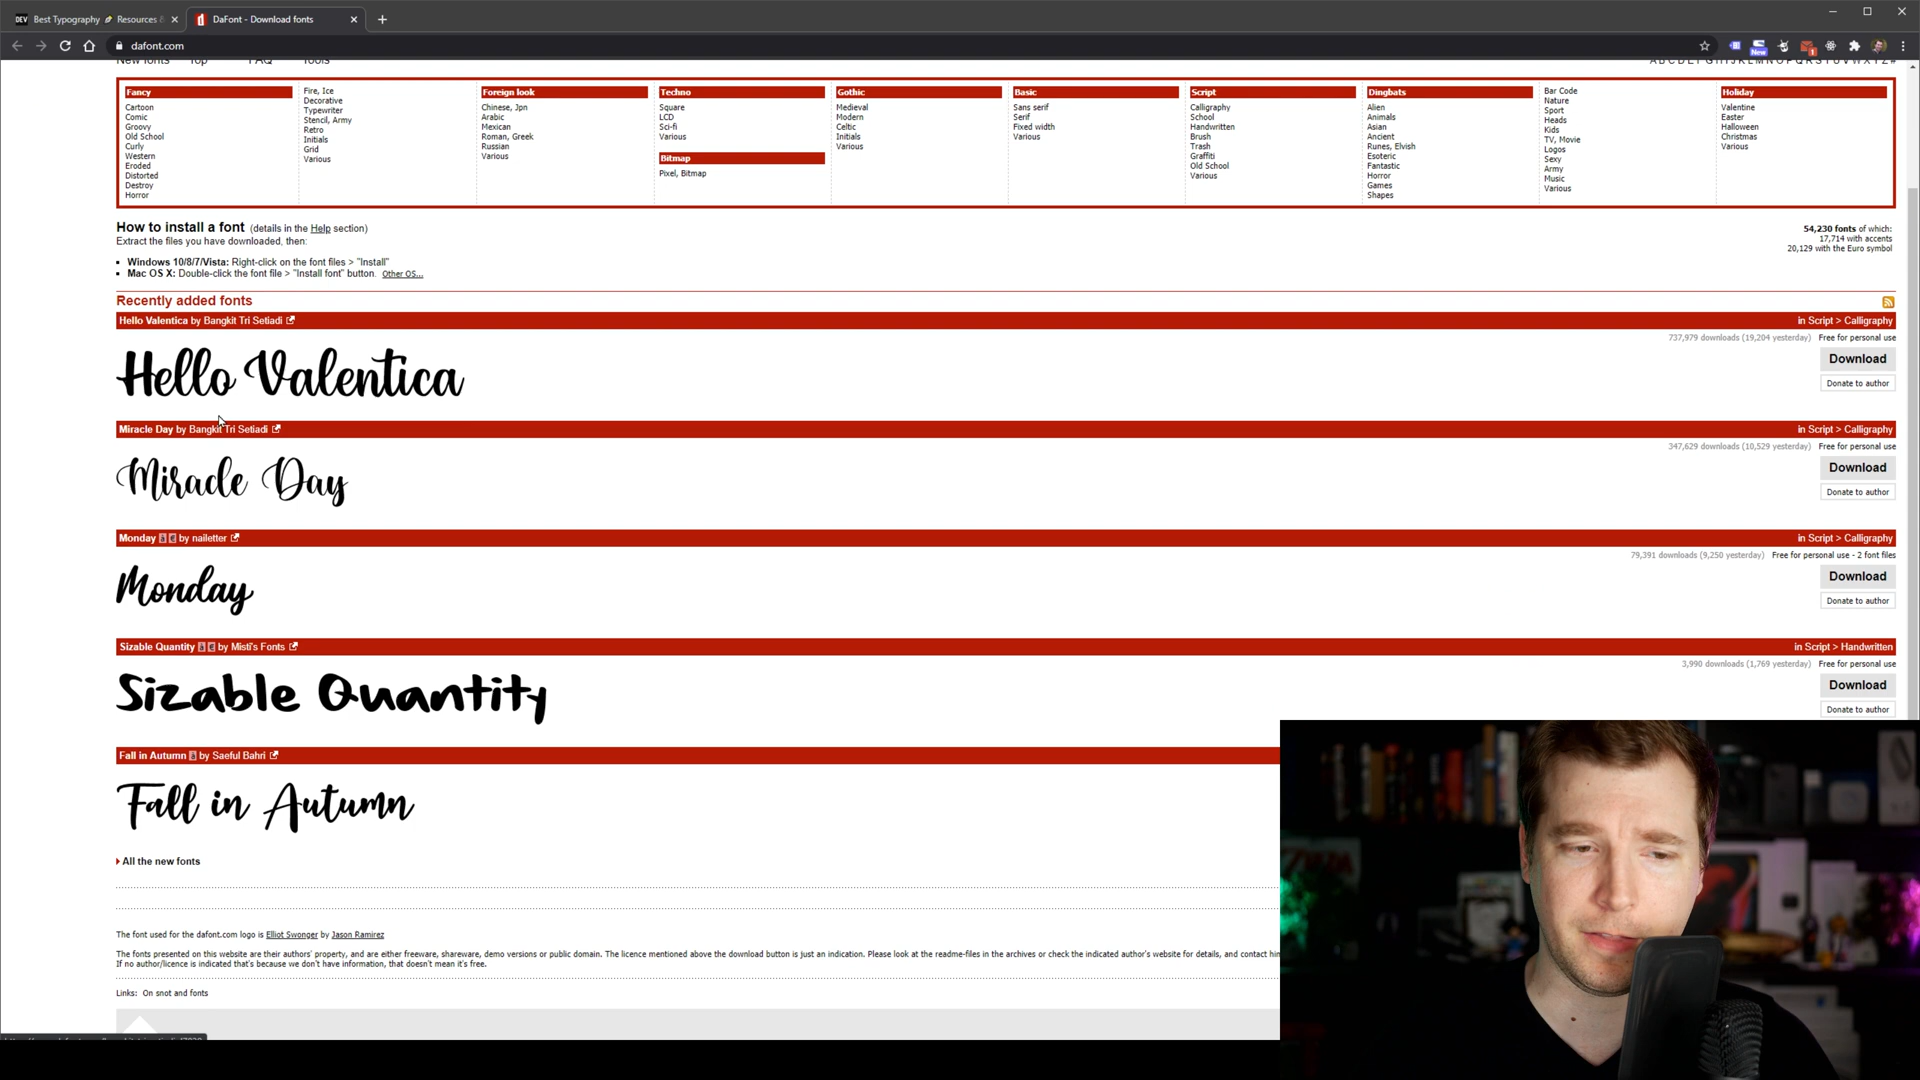 DEV Best Typography 🖋 Resources
DaFont - Download fonts
dafont.com
New
1
New fonts Top FAQ Tools
A B C D E F G H I J K L M N O P Q R S T U V W X Y Z #
Fancy
Cartoon
Comic
Groovy
Old School
Curly
Western
Eroded
Distorted
Destroy
Horror
Fire, Ice
Decorative
Typewriter
Stencil, Army
Retro
Initials
Grid
Various
Foreign look
Chinese, Jpn
Arabic
Mexican
Roman, Greek
Russian
Various
Techno
Square
LCD
Sci-fi
Various
Bitmap
Pixel, Bitmap
Gothic
Medieval
Modern
Celtic
Initials
Various
Basic
Sans serif
Serif
Fixed width
Various
Script
Calligraphy
School
Handwritten
Brush
Trash
Graffiti
Old School
Various
Dingbats
Alien
Animals
Asian
Ancient
Runes, Elvish
Esoteric
Fantastic
Horror
Games
Shapes
Bar Code
Nature
Sport
Heads
Kids
TV, Movie
Logos
Sexy
Army
Music
Various
Holiday
Valentine
Easter
Halloween
Christmas
Various
How to install a font (details in the Help section)
Extract the files you have downloaded, then:
Windows 10/8/7/Vista: Right-click on the font files > "Install"
Mac OS X: Double-click the font file > "Install font" button. Other OS...
54,230 fonts of which:
17,714 with accents
20,129 with the Euro symbol
Recently added fonts
Hello Valentica by Bangkit Tri Setiadi in Script > Calligraphy
737,979 downloads (19,204 yesterday) Free for personal use
Hello Valentica
Download
Donate to author
Miracle Day by Bangkit Tri Setiadi in Script > Calligraphy
347,629 downloads (10,529 yesterday) Free for personal use
Miracle Day
Download
Donate to author
Monday à € by nailetter in Script > Calligraphy
79,391 downloads (9,250 yesterday) Free for personal use - 2 font files
Monday
Download
Donate to author
Sizable Quantity à € by Misti's Fonts in Script > Handwritten
3,990 downloads (1,769 yesterday) Free for personal use
Sizable Quantity
Download
Donate to author
Fall in Autumn à by Saeful Bahri
Fall in Autumn
All the new fonts
The font used for the dafont.com logo is Elliot Swonger by Jason Ramirez
The fonts presented on this website are their authors' property, and are either freeware, shareware, demo versions or public domain. The licence mentioned above the download button is just an indication. Please look at the readme-files in the archives or check the indicated author's website for details, and contact
If no author/licence is indicated that's because we don't have information, that doesn't mean it's free.
Links: On snot and fonts